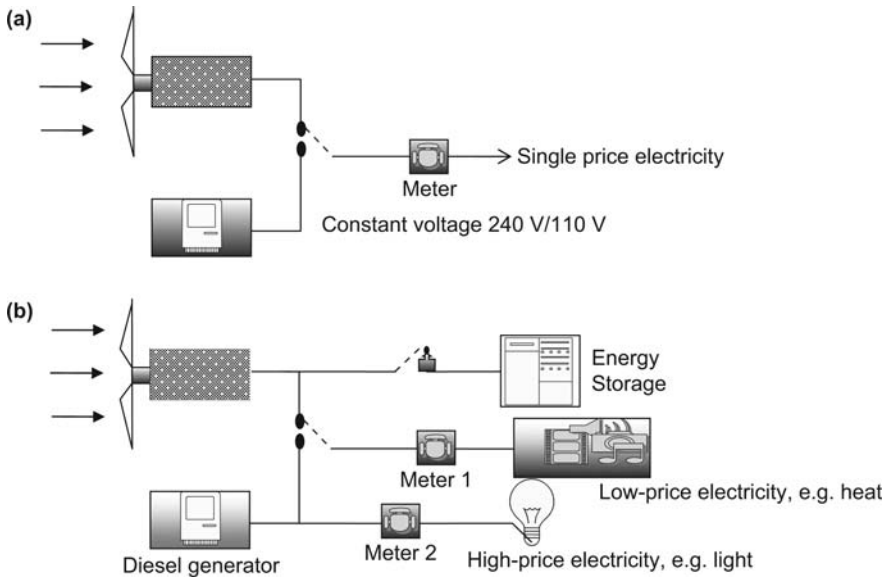 (a)
Single price electricity
Meter
Constant voltage 240 V/110 V
(b)
Energy
Storage
Meter 1
Low-price electricity, e.g. heat
Diesel generator
Meter 2
High-price electricity, e.g. light